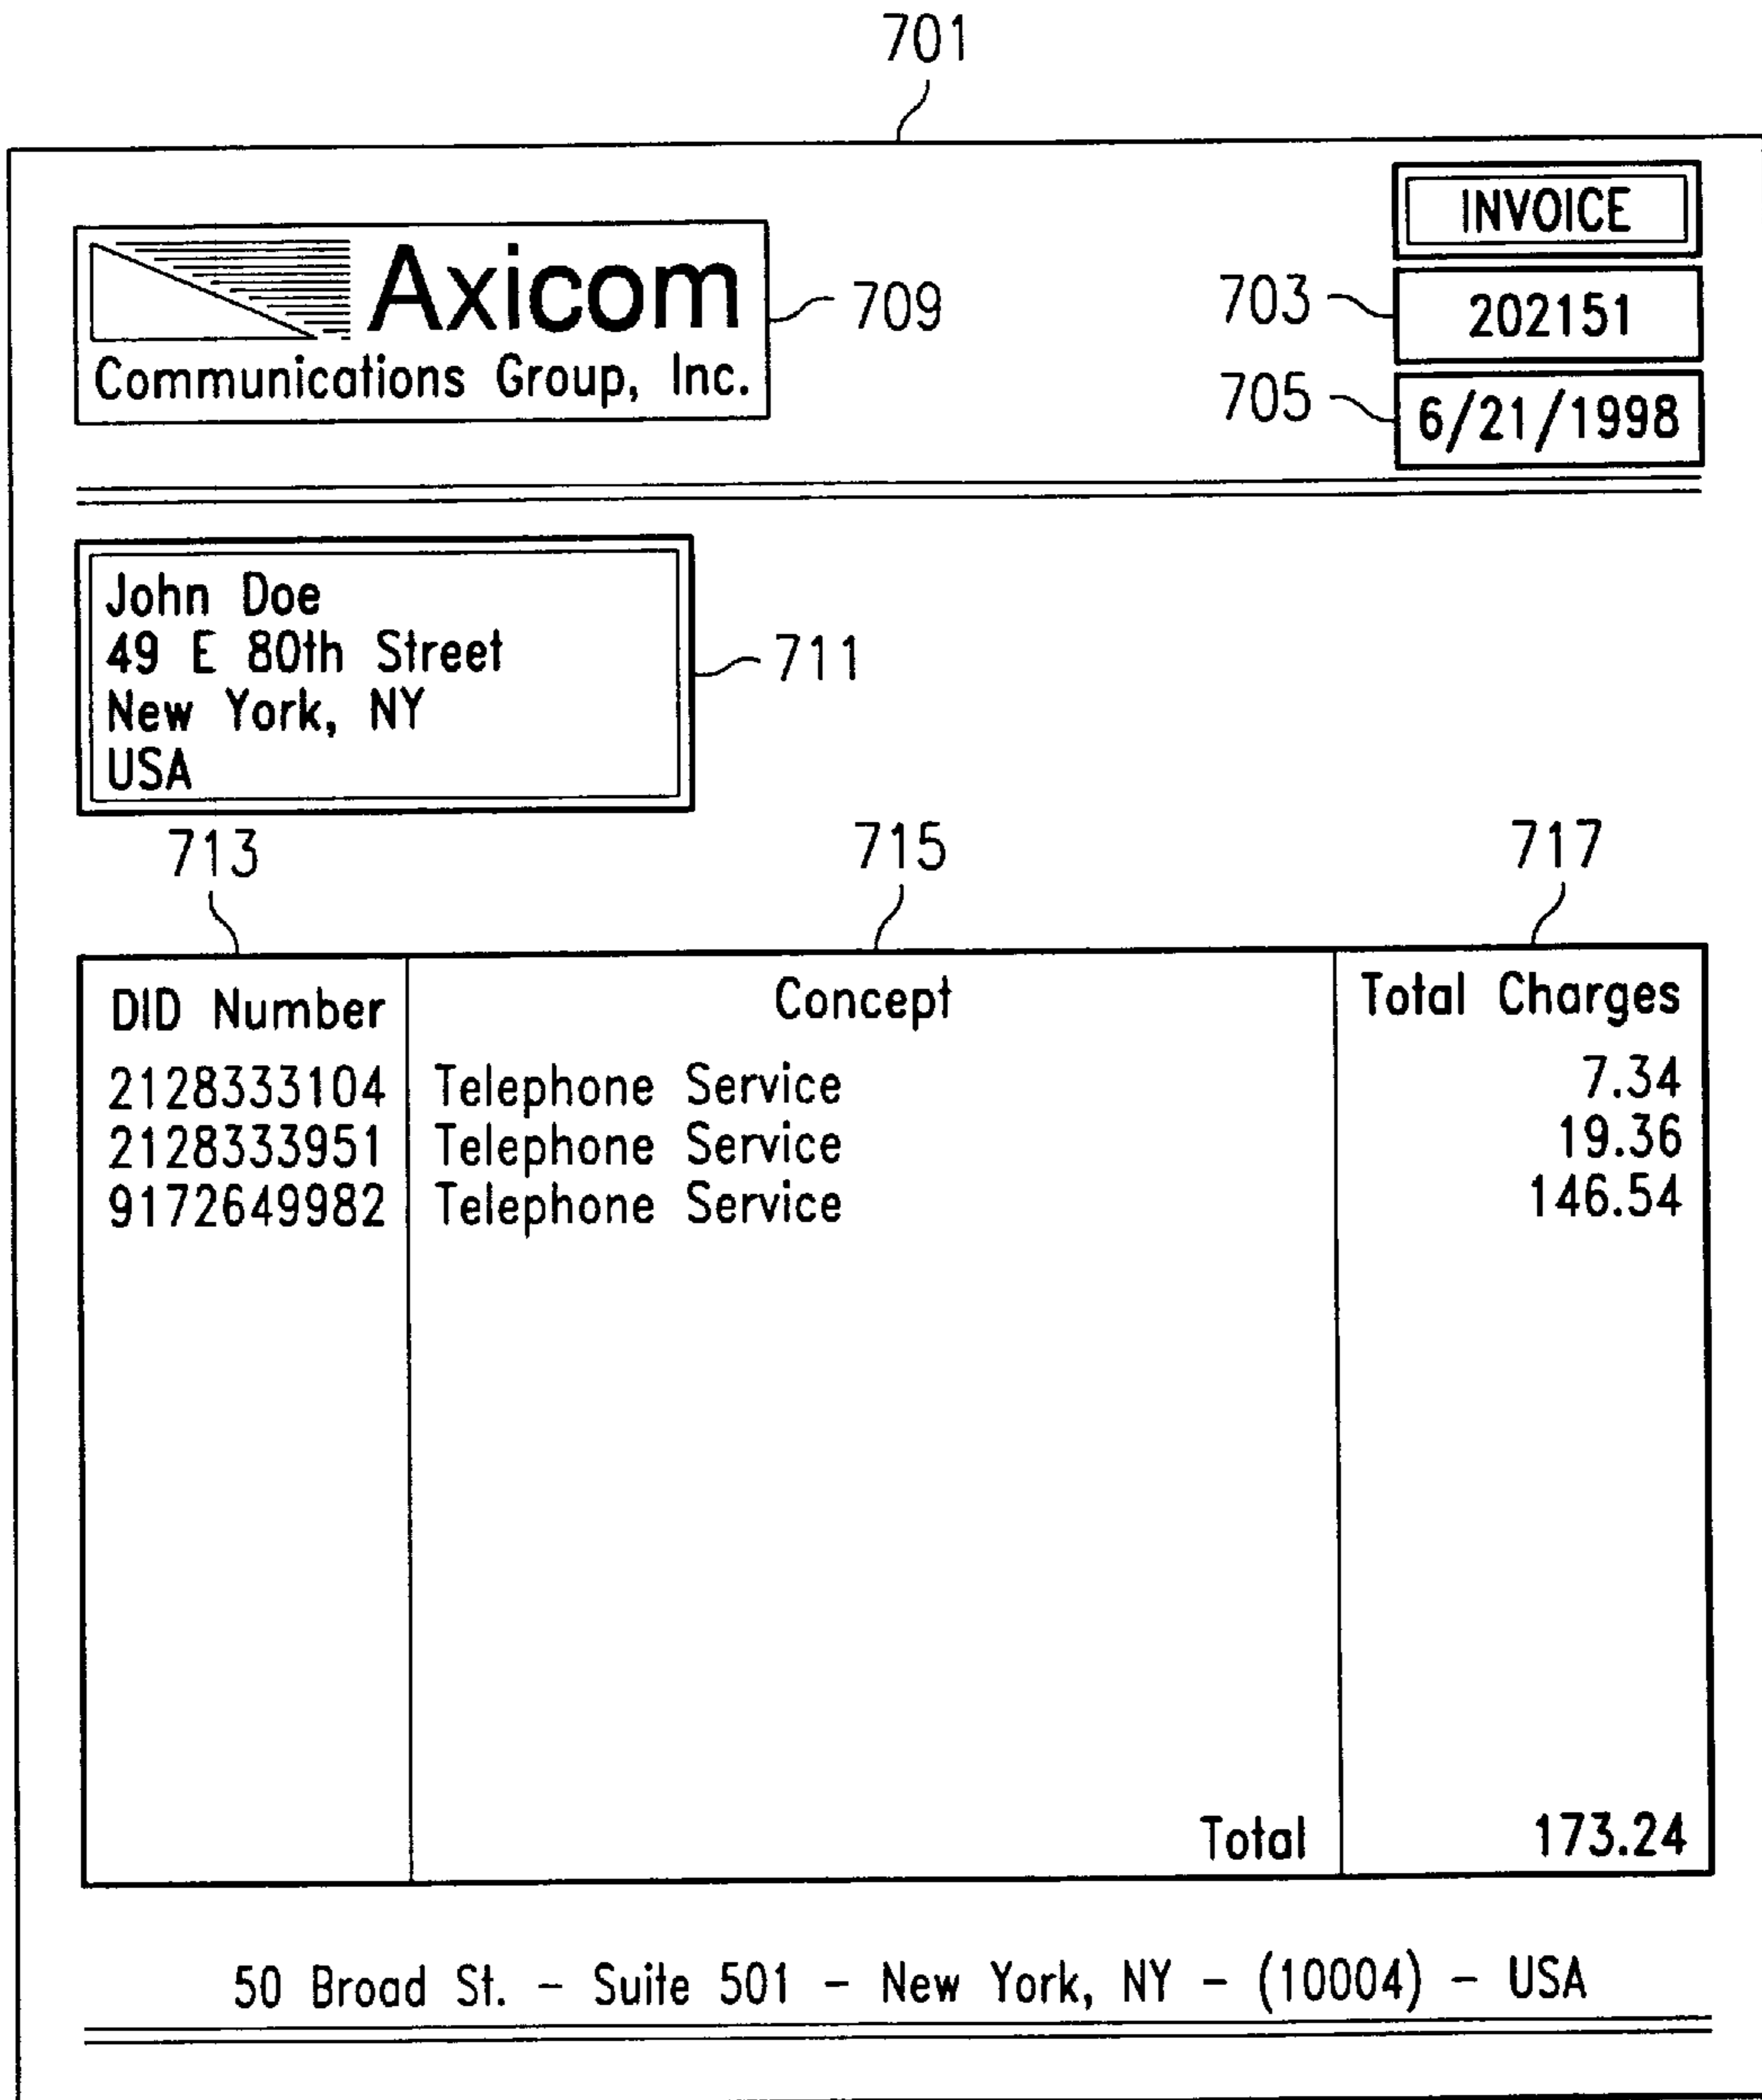 701
INVOICE
Axicom
Communications Group, Inc.
709
703
202151
705
6/21/1998
John Doe
49 E 80th Street
New York, NY
USA
711
713
715
717
DID Number Concept Total Charges
2128333104 Telephone Service 7.34
2128333951 Telephone Service 19.36
9172649982 Telephone Service 146.54
Total 173.24
50 Broad St. - Suite 501 - New York, NY - (10004) - USA